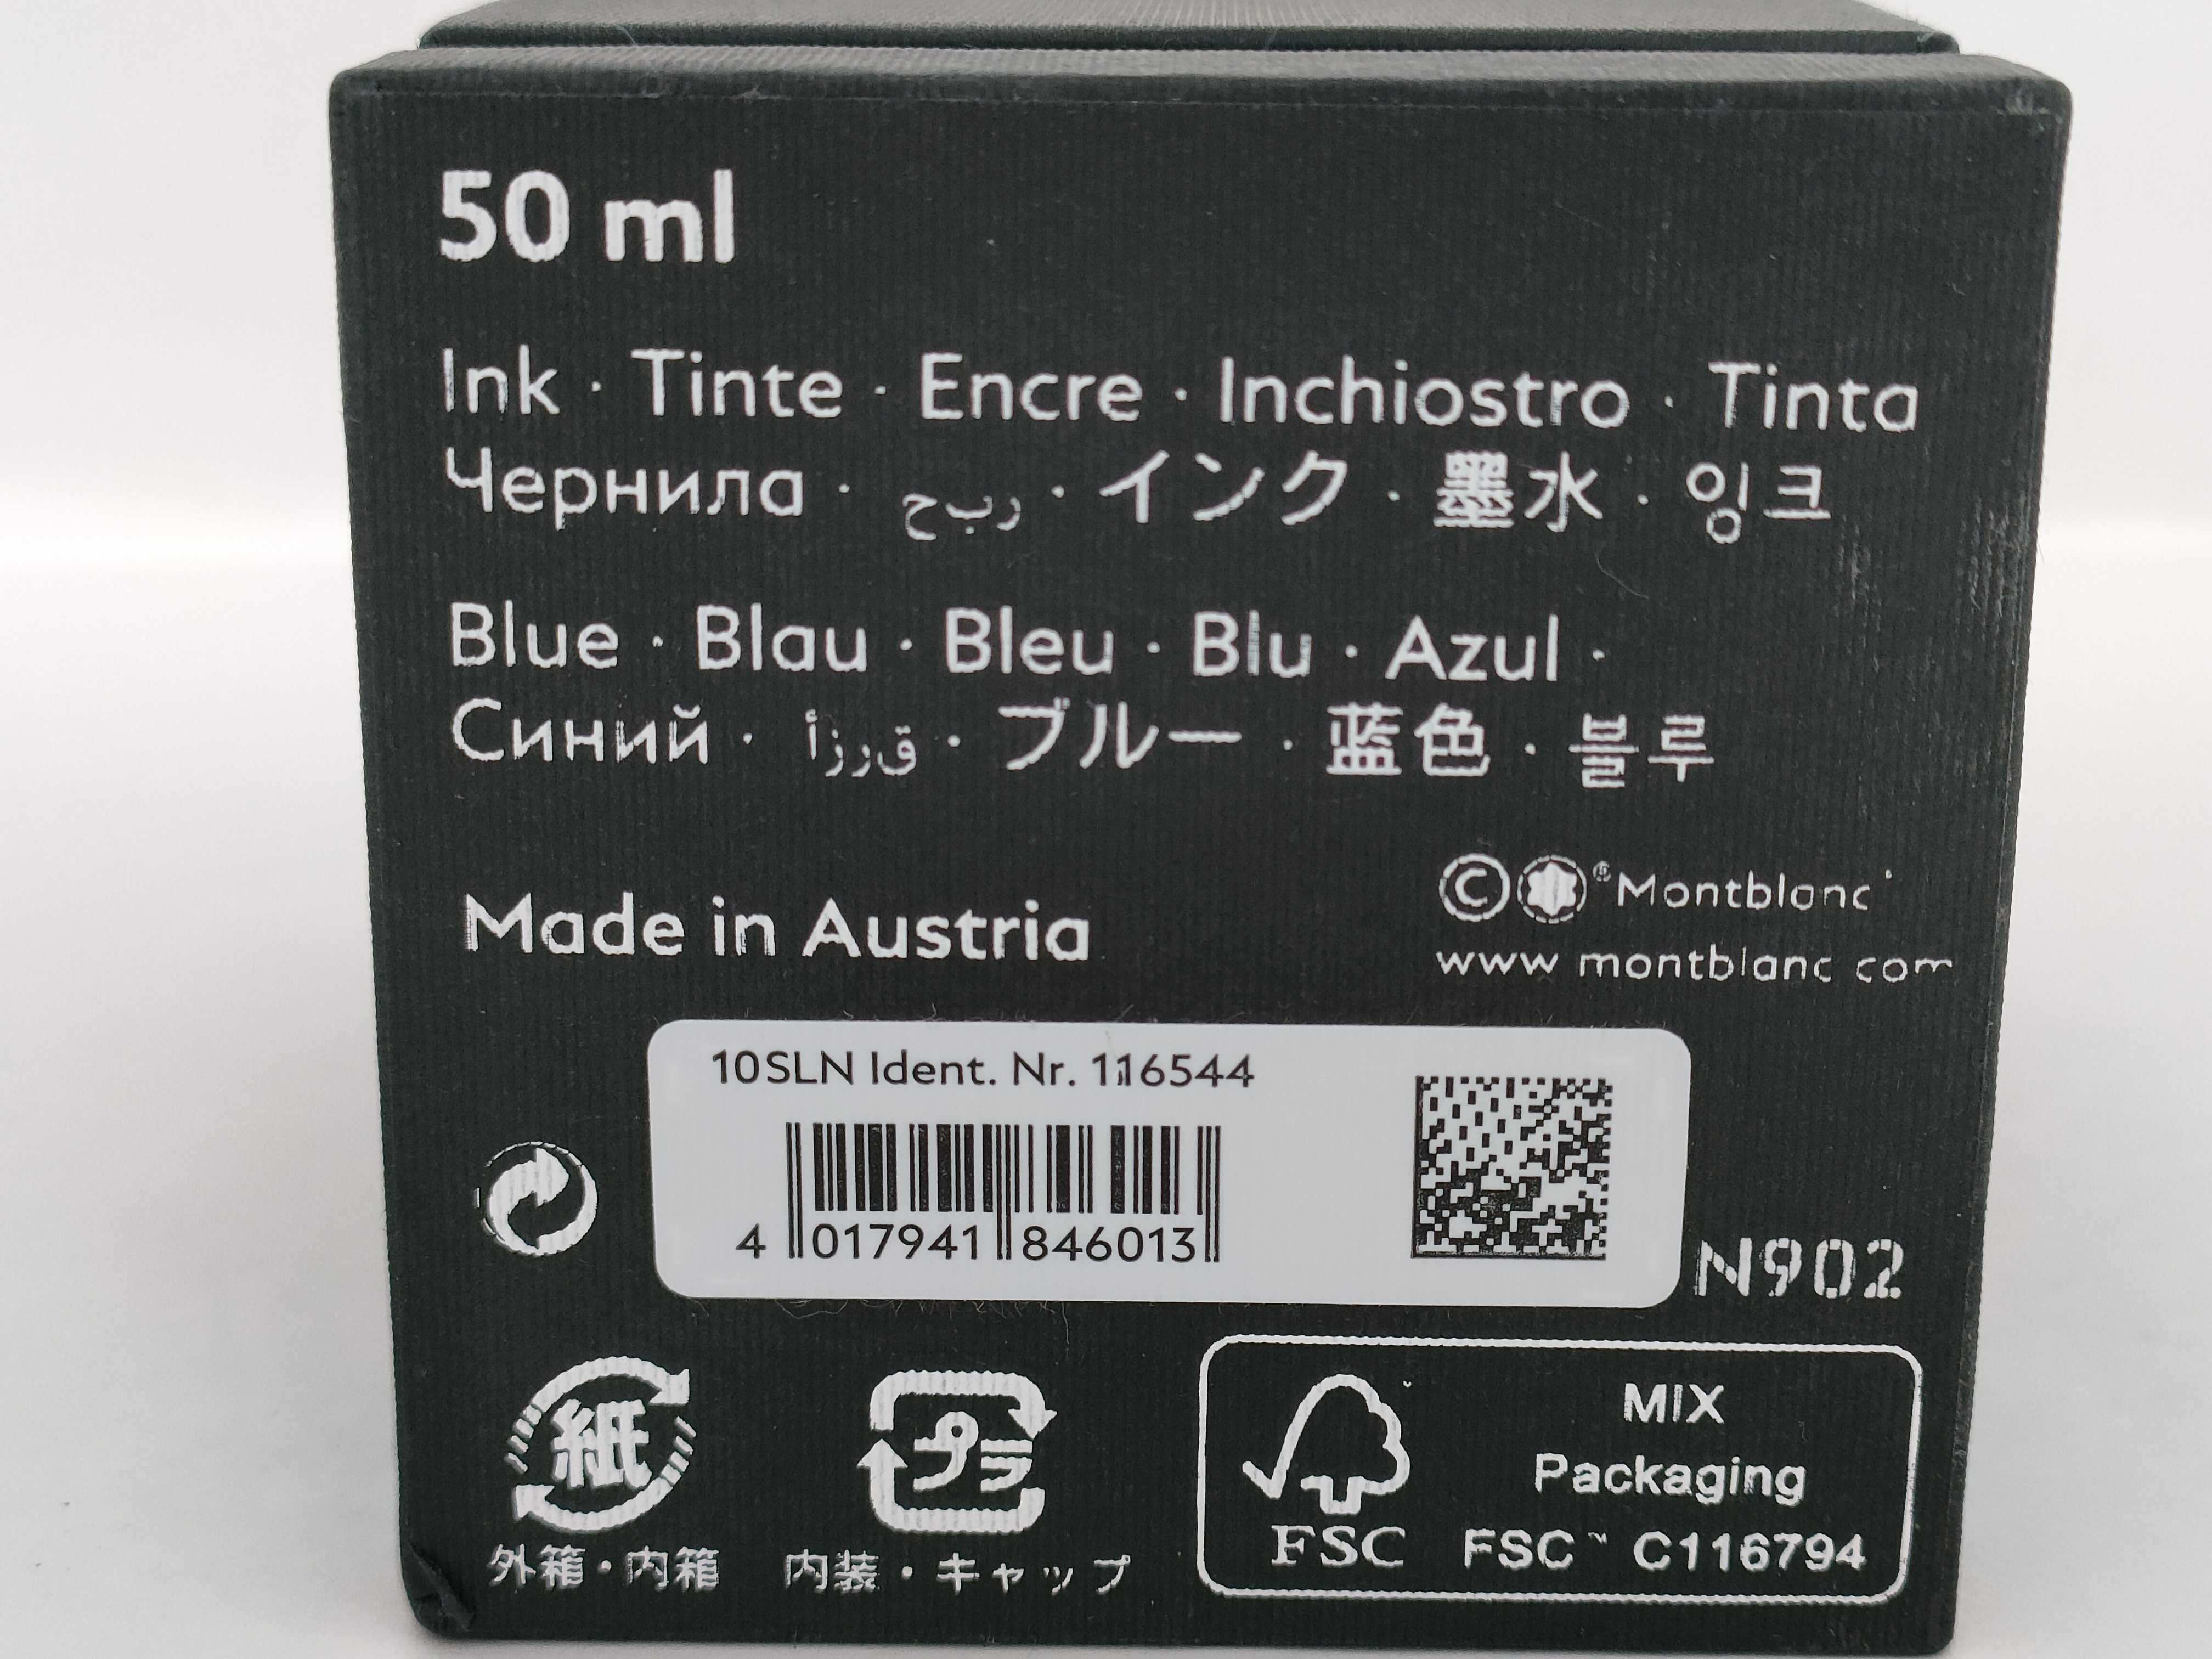 50 ml
Ink · Tinte · Encre · Inchiostro · Tinta
Чернила · حبر · インク · 墨水 · 잉크
Blue · Blau · Bleu · Blu · Azul ·
Синий · أزرق · ブルー · 蓝色 · 블루
Made in Austria
©®Montblanc®
www.montblanc.com
10SLN Ident. Nr. 116544
4 017941 846013
N902
紙
外箱・内箱
プラ
内装・キャップ
FSC
MIX
Packaging
FSC™ C116794